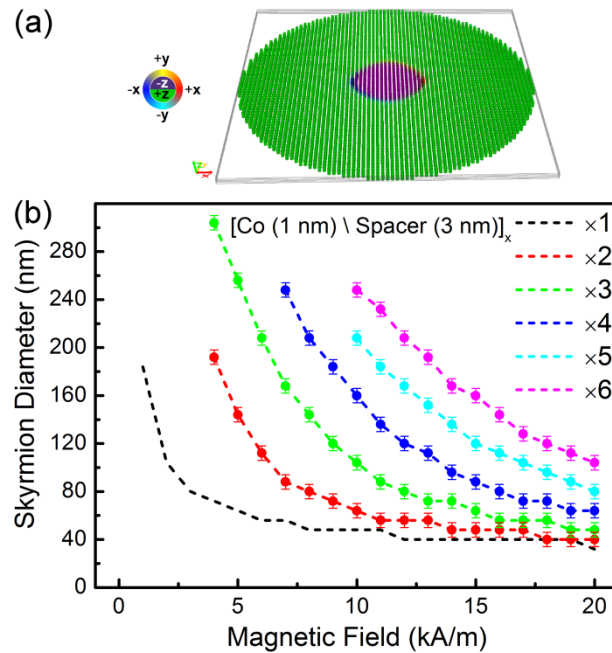 (a)
+y
-x -z +x
+z
-y
(b)
[Co (1 nm) \ Spacer (3 nm)]x
×1
×2
×3
×4
×5
×6
Skyrmion Diameter (nm)
280
240
200
160
120
80
40
0
0 5 10 15 20
Magnetic Field (kA/m)